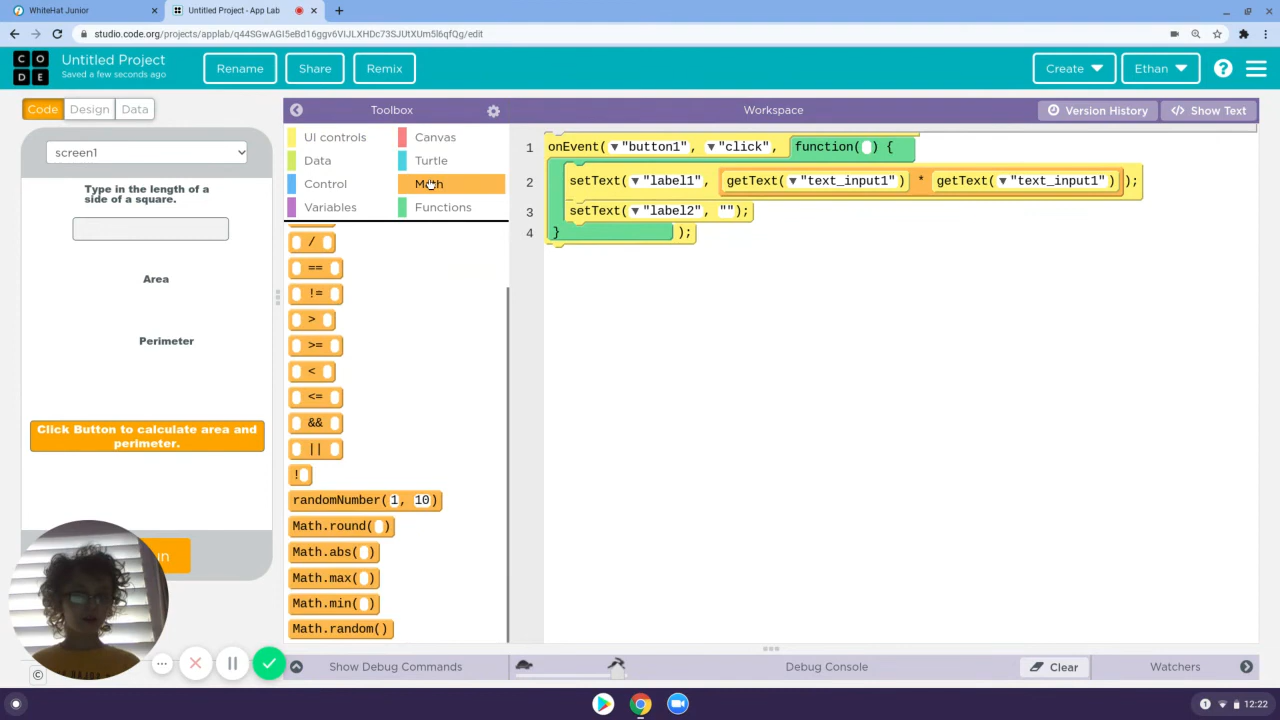 WhiteHat Junior
Untitled Project - App Lab
studio.code.org/projects/applab/q44SGwAGI5eBd16ggv6VIJLXHDc73SJUtXUm5l6qfQg/edit
C O
D E
Untitled Project
Saved a few seconds ago
Rename
Share
Remix
Create
Ethan
?
Code
Design
Data
Toolbox
Workspace
Version History
</> Show Text
screen1
Type in the length of a
side of a square.
Area
Perimeter
Click Button to calculate area and
perimeter.
UI controls
Canvas
Data
Turtle
Control
Math
Variables
Functions
/
==
!=
>
>=
<
<=
&&
||
!
randomNumber(1, 10)
Math.round( )
Math.abs( )
Math.max( )
Math.min( )
Math.random()
1 onEvent( ▼"button1", ▼"click", function( ) {
2 setText( ▼"label1", getText( ▼"text_input1") * getText( ▼"text_input1") );
3 setText( ▼"label2", "");
4 } );
©
Show Debug Commands
Debug Console
Clear
Watchers
1
12:22